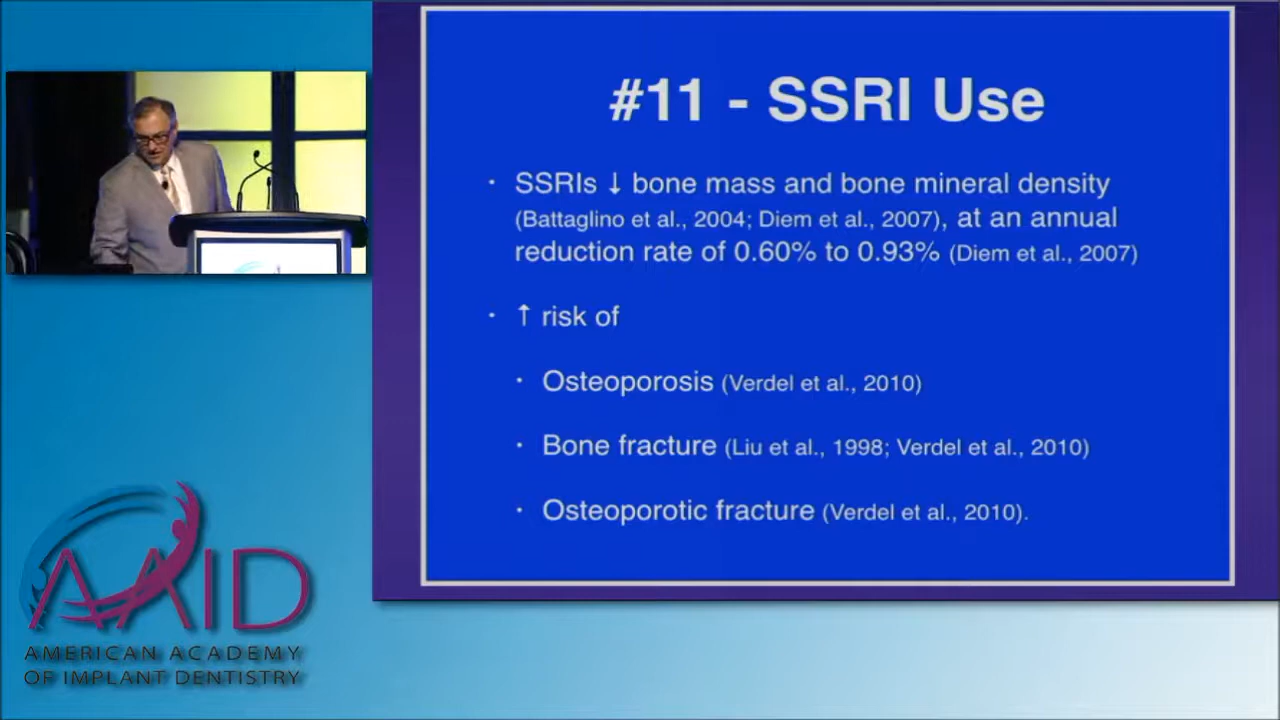 #11 - SSRI Use
· SSRIs ↓ bone mass and bone mineral density
(Battaglino et al., 2004; Diem et al., 2007), at an annual
reduction rate of 0.60% to 0.93% (Diem et al., 2007)
· ↑ risk of
· Osteoporosis (Verdel et al., 2010)
· Bone fracture (Liu et al., 1998; Verdel et al., 2010)
· Osteoporotic fracture (Verdel et al., 2010).
AAID
AMERICAN ACADEMY
OF IMPLANT DENTISTRY